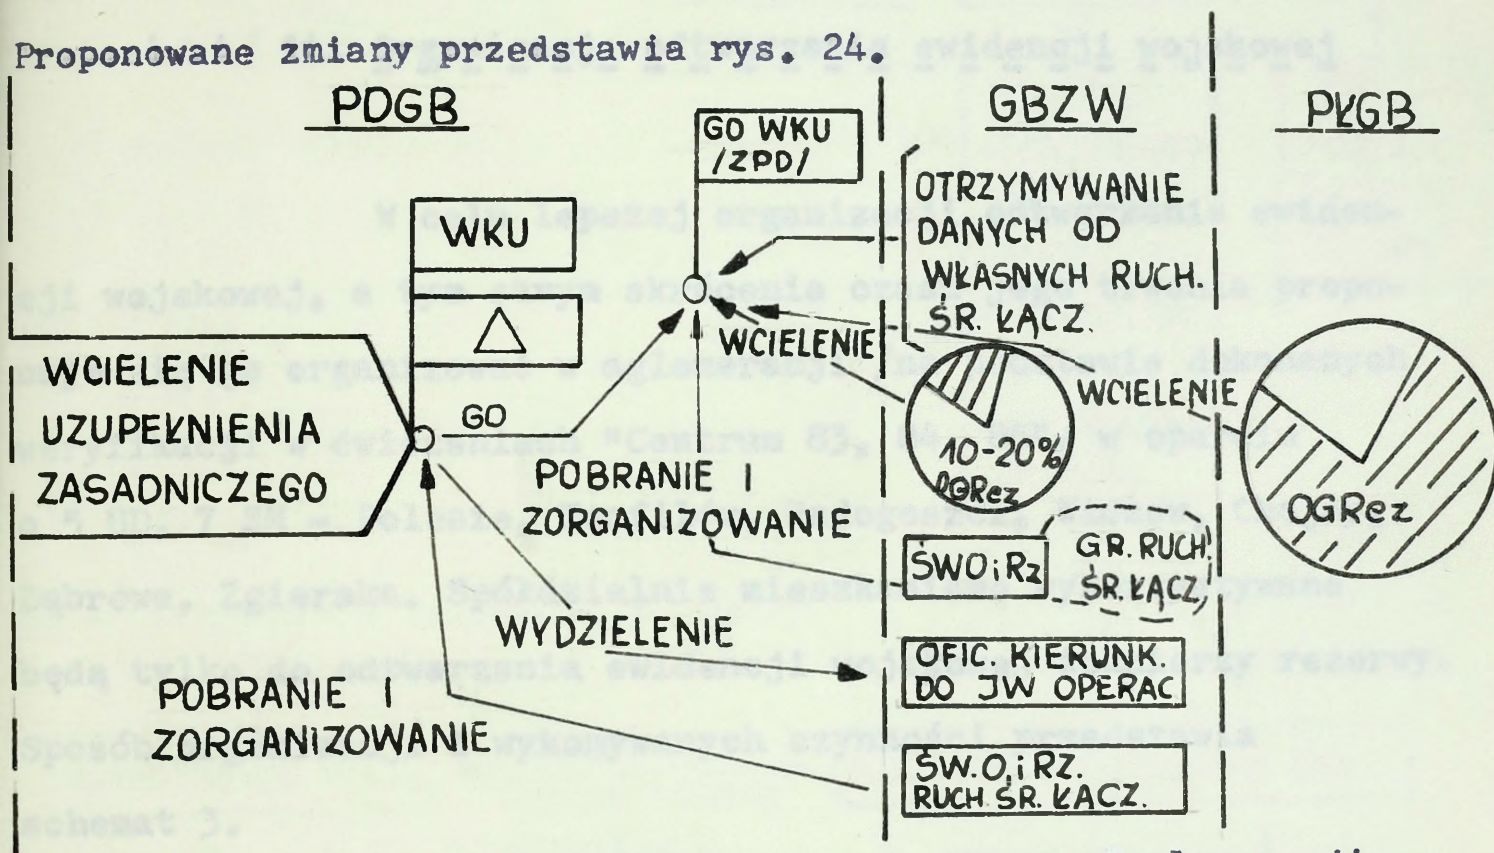 Proponowane zmiany przedstawia rys. 24.
PDGB
GBZW
PŁGB
GO WKU
/ZPD/
WKU
OTRZYMYWANIE
DANYCH OD
WŁASNYCH RUCH.
ŚR. ŁĄCZ.
WCIELENIE
UZUPEŁNIENIA
ZASADNICZEGO
GO
WCIELENIE
WCIELENIE
10-20%
OGRez
OGRez
POBRANIE I
ZORGANIZOWANIE
ŚWOiRz
GR. RUCH.
ŚR. ŁĄCZ,
WYDZIELENIE
OFIC. KIERUNK.
DO JW OPERAC
POBRANIE I
ZORGANIZOWANIE
ŚW.O.iRZ.
RUCH.ŚR. ŁACZ.